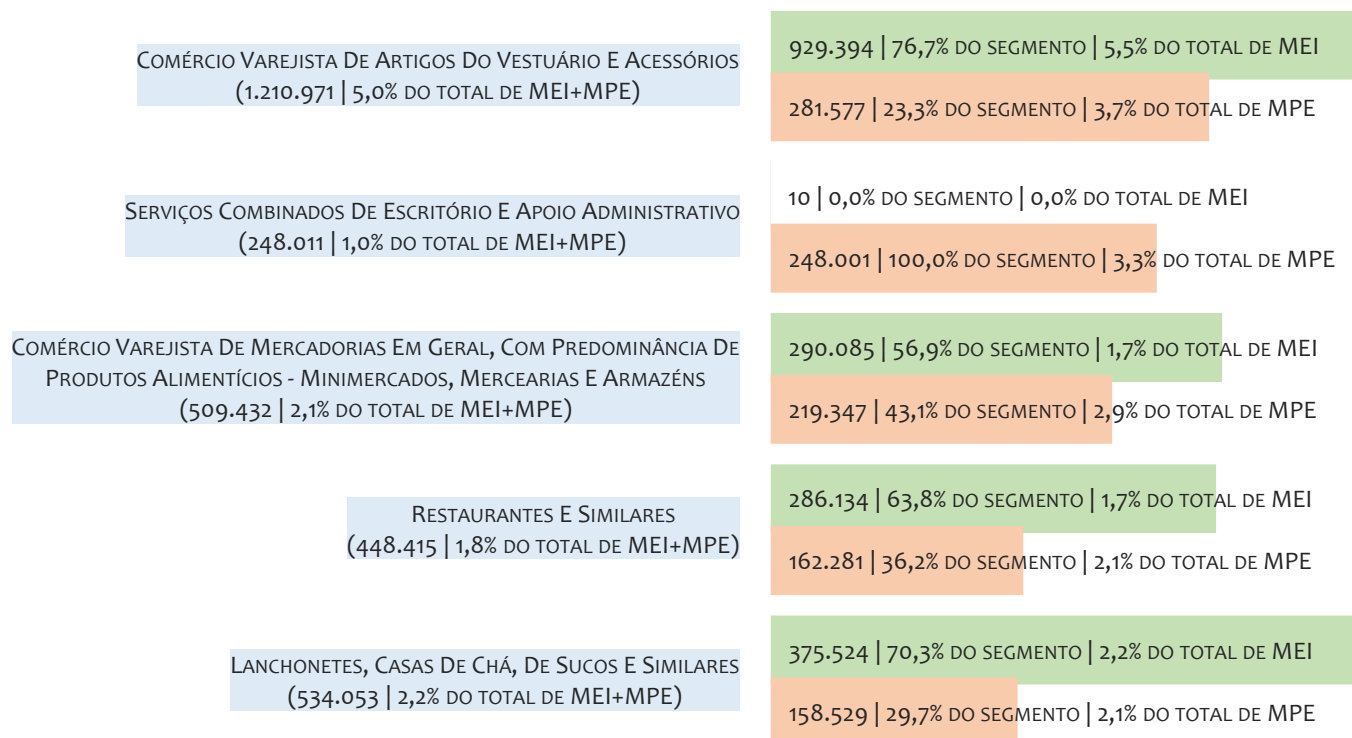 Comércio Varejista De Artigos Do Vestuário E Acessórios
(1.210.971 | 5,0% do total de MEI+MPE)
929.394 | 76,7% do segmento | 5,5% do total de MEI
281.577 | 23,3% do segmento | 3,7% do total de MPE
Serviços Combinados De Escritório E Apoio Administrativo
(248.011 | 1,0% do total de MEI+MPE)
10 | 0,0% do segmento | 0,0% do total de MEI
248.001 | 100,0% do segmento | 3,3% do total de MPE
Comércio Varejista De Mercadorias Em Geral, Com Predominância De
Produtos Alimentícios - Minimercados, Mercearias E Armazéns
(509.432 | 2,1% do total de MEI+MPE)
290.085 | 56,9% do segmento | 1,7% do total de MEI
219.347 | 43,1% do segmento | 2,9% do total de MPE
Restaurantes E Similares
(448.415 | 1,8% do total de MEI+MPE)
286.134 | 63,8% do segmento | 1,7% do total de MEI
162.281 | 36,2% do segmento | 2,1% do total de MPE
Lanchonetes, Casas De Chá, De Sucos E Similares
(534.053 | 2,2% do total de MEI+MPE)
375.524 | 70,3% do segmento | 2,2% do total de MEI
158.529 | 29,7% do segmento | 2,1% do total de MPE